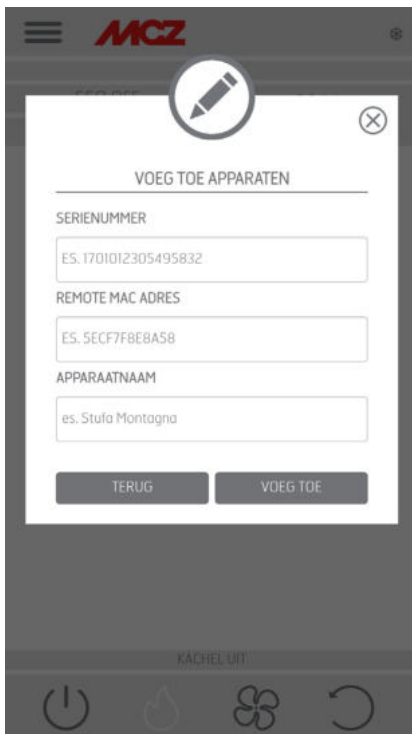 MCZ
VOEG TOE APPARATEN
SERIENUMMER
ES. 1701012305495832
REMOTE MAC ADRES
ES. 5ECF7F8E8A58
APPARAATNAAM
es. Stufa Montagna
TERUG VOEG TOE
KACHEL UIT